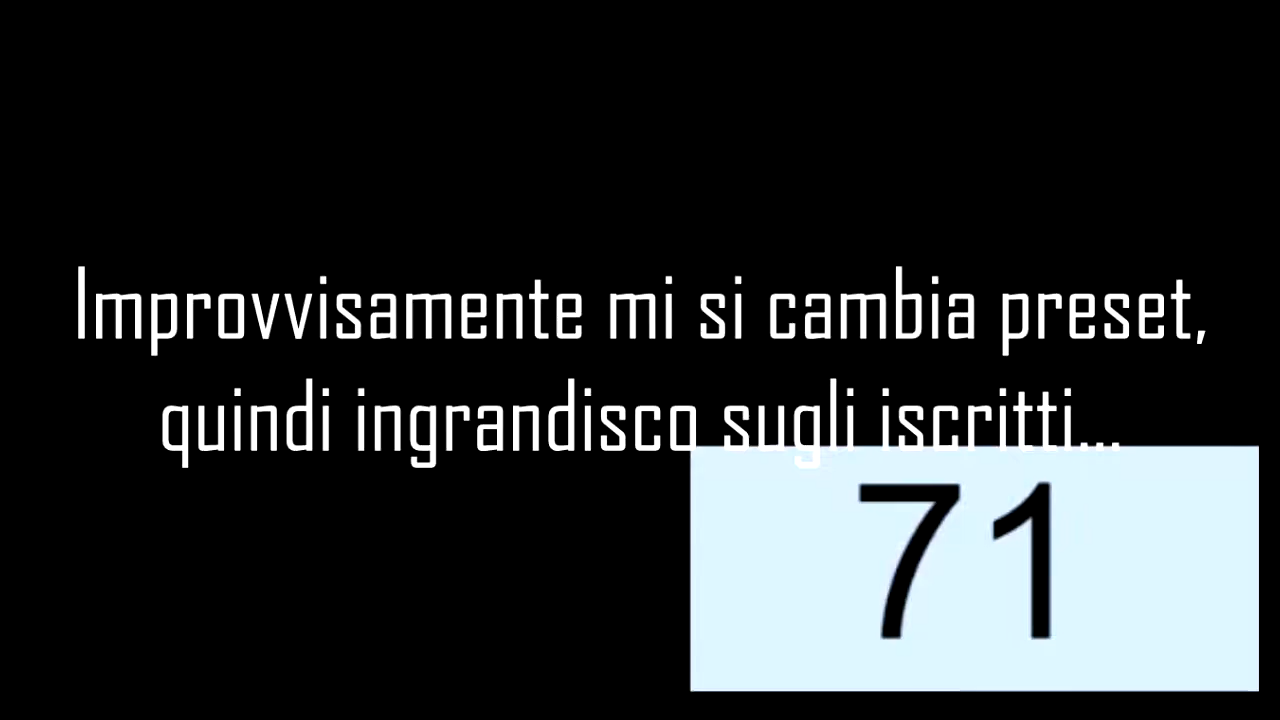 Improvvisamente mi si cambia preset,
quindi ingrandisco sugli iscritti...
71